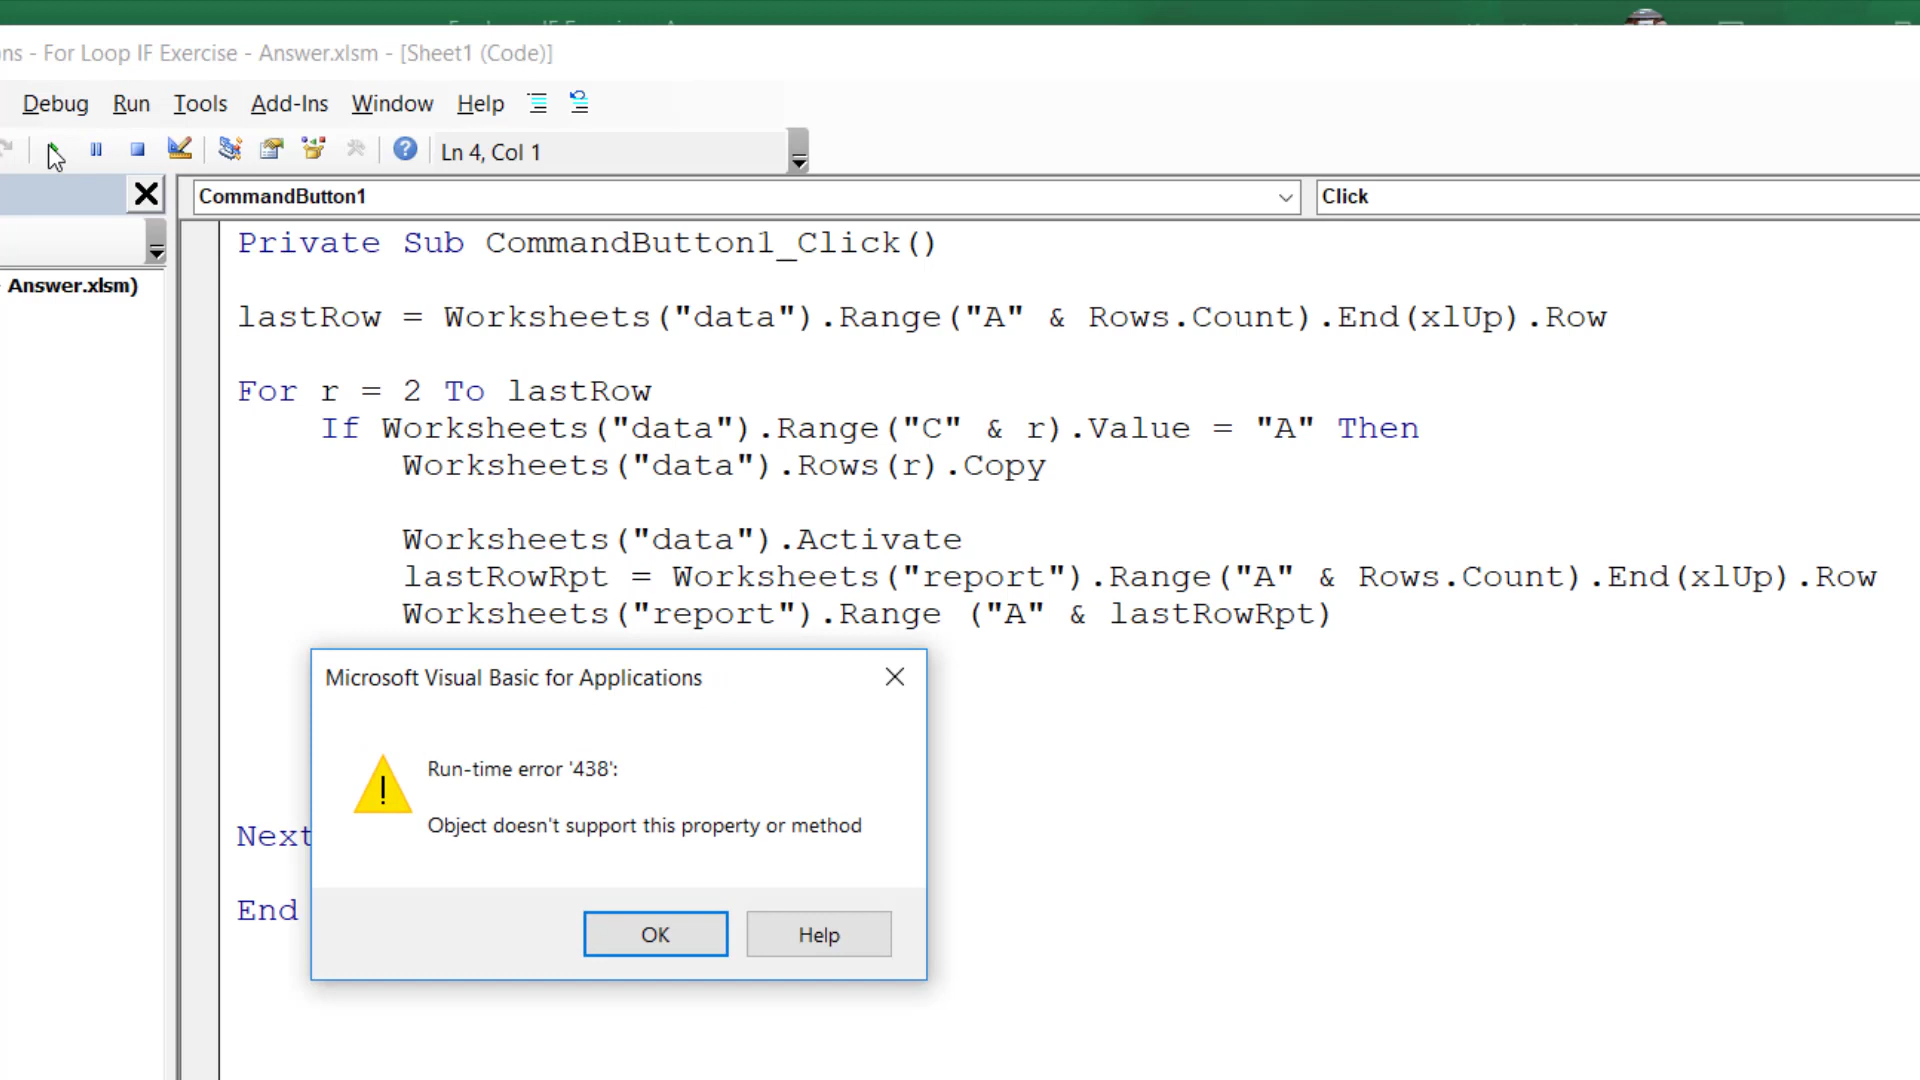 ns - For Loop IF Exercise - Answer.xlsm - [Sheet1 (Code)]
Debug Run Tools Add-Ins Window Help
Ln 4, Col 1
CommandButton1
Click
Answer.xlsm)
Private Sub CommandButton1_Click()
lastRow = Worksheets("data").Range("A" & Rows.Count).End(xlUp).Row
For r = 2 To lastRow
If Worksheets("data").Range("C" & r).Value = "A" Then
Worksheets("data").Rows(r).Copy
Worksheets("data").Activate
lastRowRpt = Worksheets("report").Range("A" & Rows.Count).End(xlUp).Row
Worksheets("report").Range ("A" & lastRowRpt)
Microsoft Visual Basic for Applications
Run-time error '438':
Object doesn't support this property or method
Next
End
OK
Help